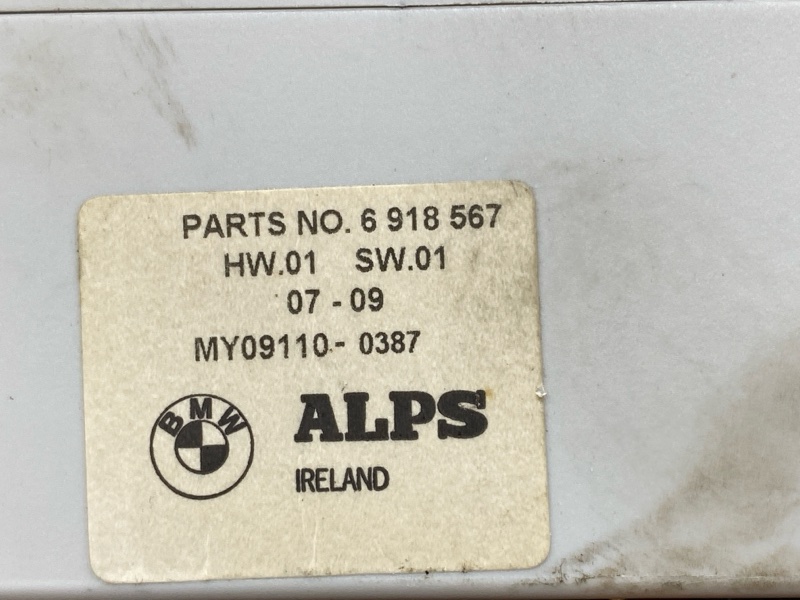 PARTS NO. 6 918 567
HW.01 SW.01
07 - 09
MY09110- 0387
BMW
ALPS
IRELAND